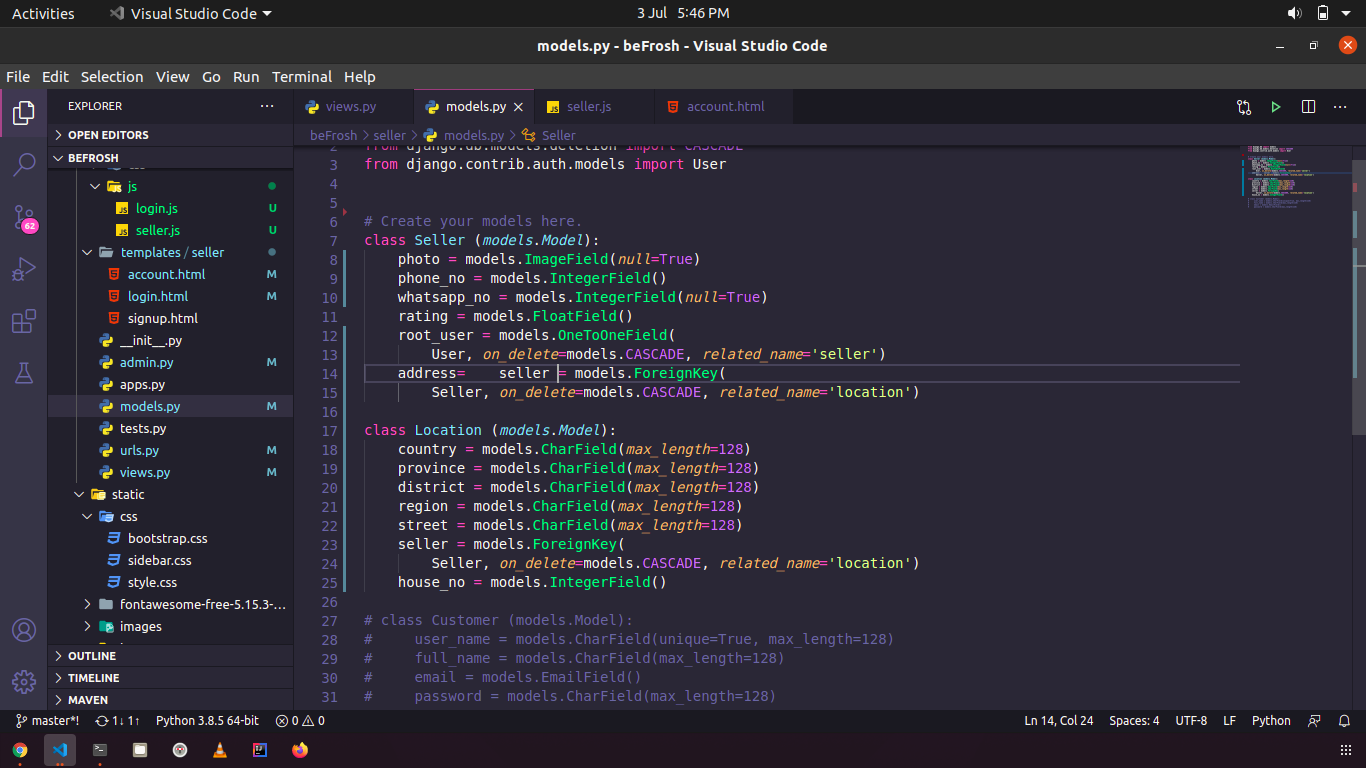 Activities
Visual Studio Code
3 Jul 5:46 PM
models.py - beFrosh - Visual Studio Code
File Edit Selection View Go Run Terminal Help
EXPLORER
OPEN EDITORS
BEFROSH
js
login.js U
seller.js U
templates / seller
account.html M
login.html M
signup.html
__init__.py
admin.py M
apps.py
models.py M
tests.py
urls.py M
views.py M
static
css
bootstrap.css
sidebar.css
style.css
fontawesome-free-5.15.3-...
images
OUTLINE
TIMELINE
MAVEN
62
views.py
models.py
seller.js
account.html
beFrosh > seller > models.py > Seller
2 from django.db.models.deletion import CASCADE
3 from django.contrib.auth.models import User
4
5
6 # Create your models here.
7 class Seller (models.Model):
8     photo = models.ImageField(null=True)
9     phone_no = models.IntegerField()
10     whatsapp_no = models.IntegerField(null=True)
11     rating = models.FloatField()
12     root_user = models.OneToOneField(
13         User, on_delete=models.CASCADE, related_name='seller')
14     address=    seller = models.ForeignKey(
15         Seller, on_delete=models.CASCADE, related_name='location')
16
17 class Location (models.Model):
18     country = models.CharField(max_length=128)
19     province = models.CharField(max_length=128)
20     district = models.CharField(max_length=128)
21     region = models.CharField(max_length=128)
22     street = models.CharField(max_length=128)
23     seller = models.ForeignKey(
24         Seller, on_delete=models.CASCADE, related_name='location')
25     house_no = models.IntegerField()
26
27 # class Customer (models.Model):
28 #     user_name = models.CharField(unique=True, max_length=128)
29 #     full_name = models.CharField(max_length=128)
30 #     email = models.EmailField()
31 #     password = models.CharField(max_length=128)
master*! 1↓ 1↑ Python 3.8.5 64-bit 0 0
Ln 14, Col 24 Spaces: 4 UTF-8 LF Python